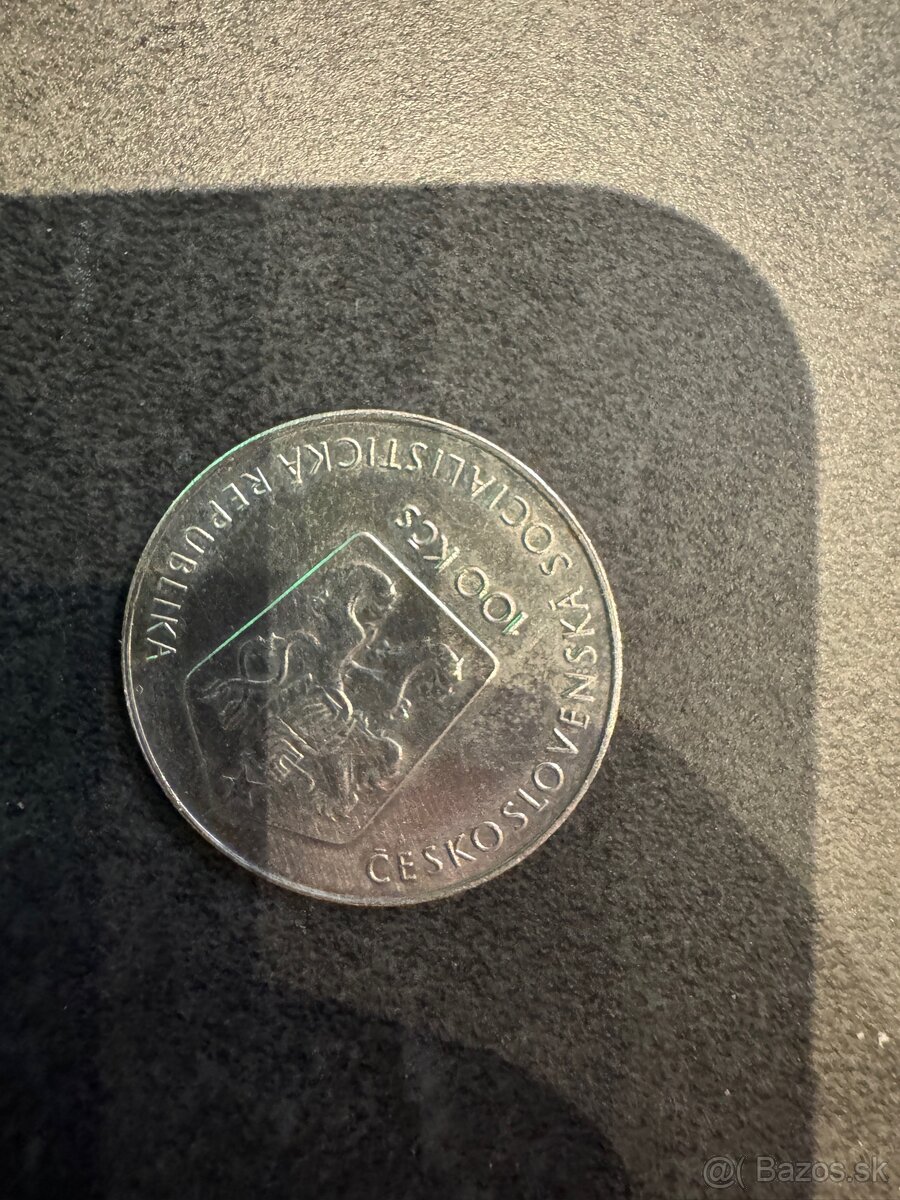 ČESKOSLOVENSKÁ SOCIALISTICKÁ REPUBLIKA
100 KČS
@( Bazos.sk